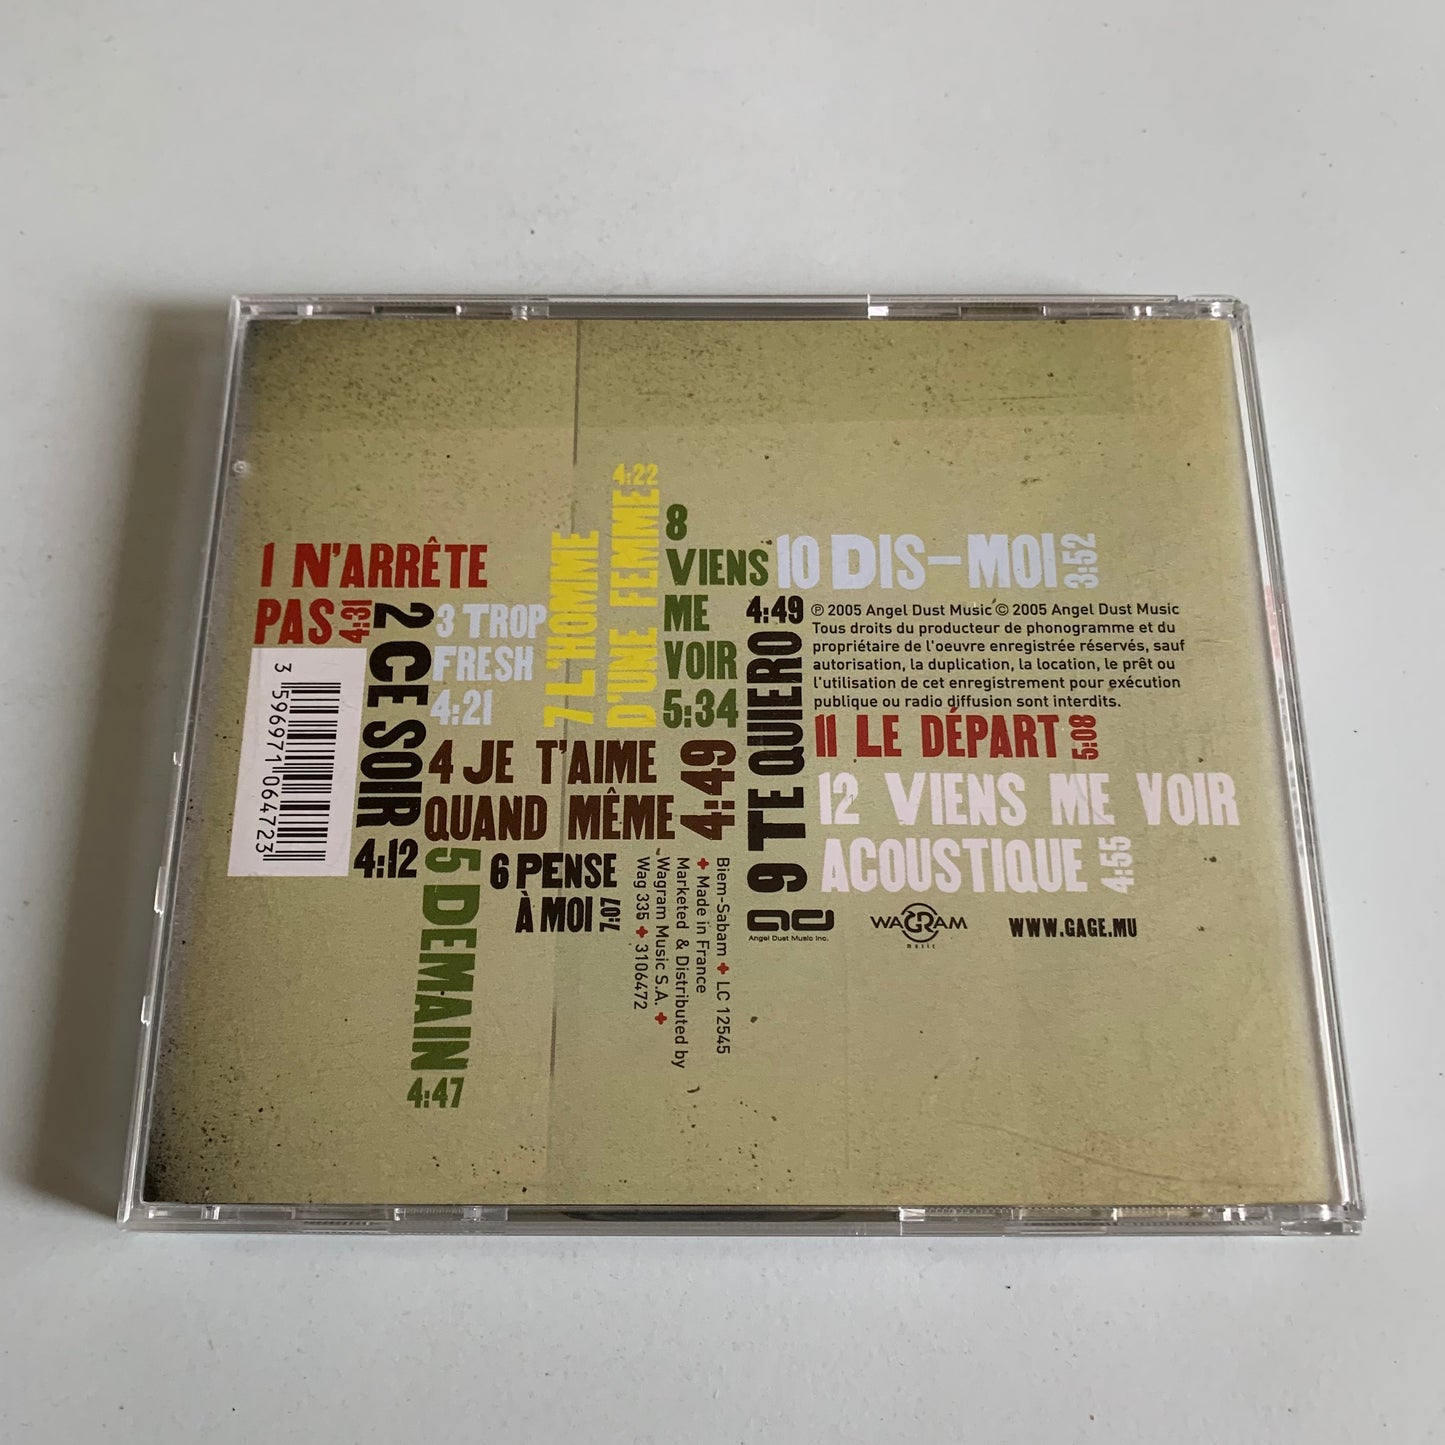 1 N'ARRÊTE
PAS 4:31
2 CE SOIR
4:12
3 TROP
FRESH
4:21
4 JE T'AIME
QUAND MÊME 4:49
5 DEMAIN
4:47
6 PENSE
À MOI 7:07
7 L'HOMME
D'UNE FEMME 4:22
8
VIENS
ME
VOIR
5:34
9 TE QUIERO
4:49
10 DIS-MOI 3:52
℗ 2005 Angel Dust Music © 2005 Angel Dust Music
Tous droits du producteur de phonogramme et du
propriétaire de l'oeuvre enregistrée réservés, sauf
autorisation, la duplication, la location, le prêt ou
l'utilisation de cet enregistrement pour exécution
publique ou radio diffusion sont interdits.
11 LE DÉPART 5:08
12 VIENS ME VOIR
ACOUSTIQUE 4:55
Biem-Sabam + LC 12545
+ Made in France
Marketed & Distributed by
Wagram Music S.A. +
Wag 335 + 3106472
Angel Dust Music Inc.
WAGRAM
music
WWW.GAGE.MU
3 596971 064723